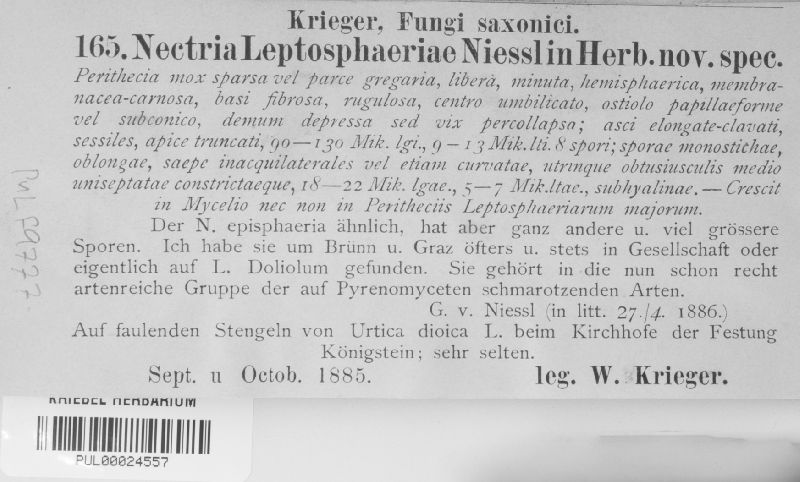 Krieger, Fungi saxonici.
165. Nectria Leptosphaeriae Niessl in Herb. nov. spec.
Perithecia mox sparsa vel parce gregaria, libera, minuta, hemisphaerica, membra-
nacea-carnosa, basi fibrosa, rugulosa, centro umbilicato, ostiolo papillaeforme
vel subconico, demum depressa sed vix percollapsa; asci elongate-clavati,
sessiles, apice truncati, 90—130 Mik. lgi., 9—13 Mik. lti. 8 spori; sporae monostichae,
oblongae, saepe inaequilaterales vel etiam curvatae, utrinque obtusiusculis medio
uniseptatae constrictaeque, 18—22 Mik. lgae., 5—7 Mik. ltae., subhyalinae. — Crescit
in Mycelio nec non in Peritheciis Leptosphaeriarum majorum.
Der N. episphaeria ähnlich, hat aber ganz andere u. viel grössere
Sporen. Ich habe sie um Brünn u. Graz öfters u. stets in Gesellschaft oder
eigentlich auf L. Doliolum gefunden. Sie gehört in die nun schon recht
artenreiche Gruppe der auf Pyrenomyceten schmarotzenden Arten.
G. v. Niessl (in litt. 27./4. 1886.)
Auf faulenden Stengeln von Urtica dioica L. beim Kirchhofe der Festung
Königstein; sehr selten.
Sept. u Octob. 1885. leg. W. Krieger.
KRIEBEL HERBARIUM
PUL00024557